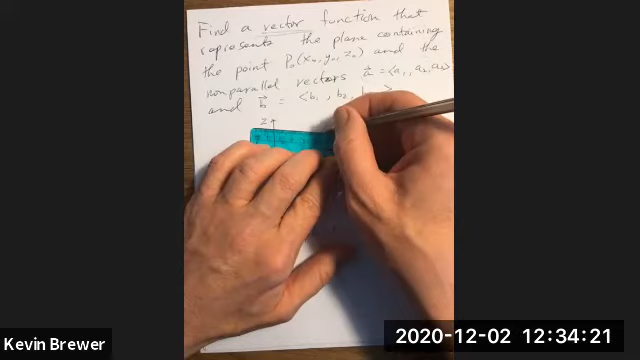 Find a vector function that
represents the plane containing
the point P₀(x₀, y₀, z₀) and the
nonparallel vectors a⃗ = <a₁, a₂, a₃>
and b⃗ = <b₁, b₂, b >
z
Kevin Brewer
2020-12-02 12:34:21